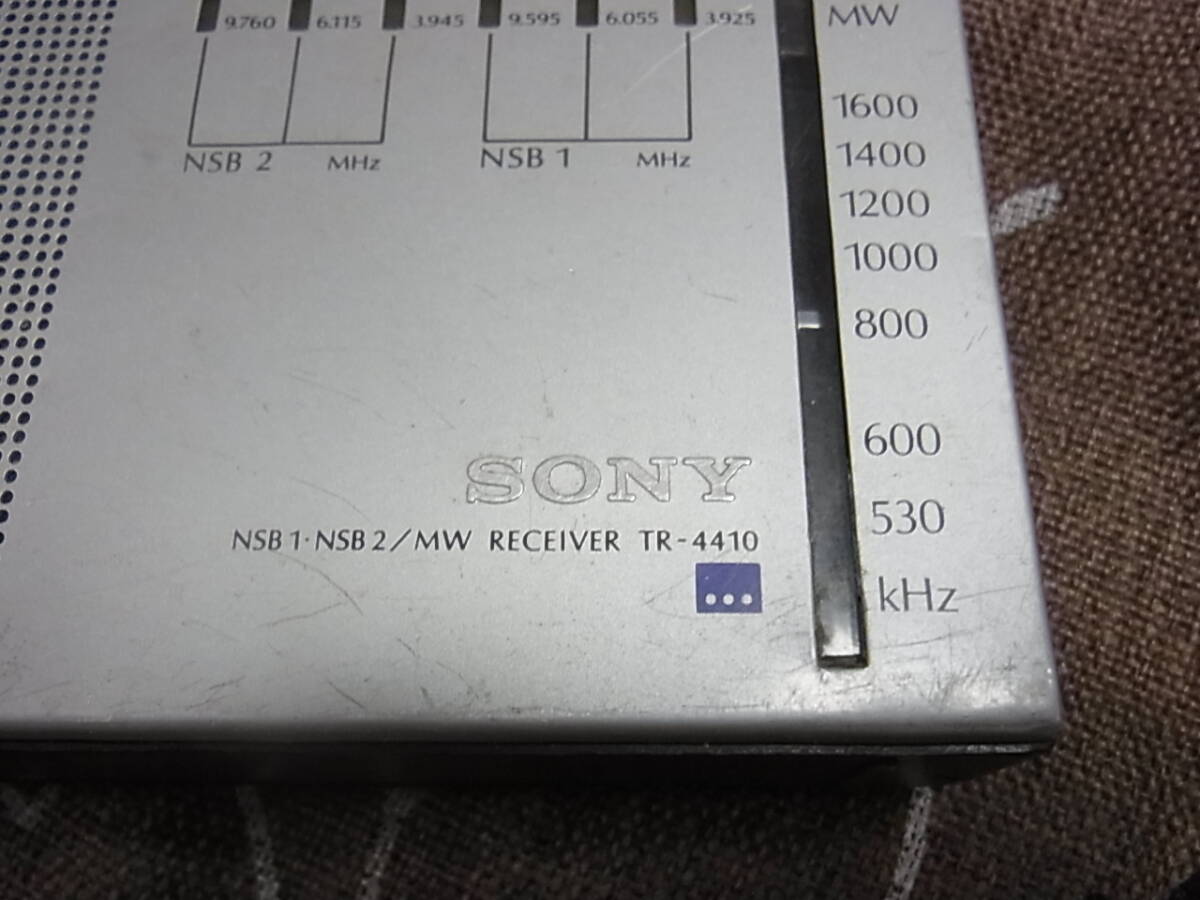 9.760 6.115 3.945 9.595 6.055 3.925
NSB 2 MHz NSB 1 MHz
MW
1600
1400
1200
1000
800
600
530
kHz
SONY
NSB 1·NSB 2/MW RECEIVER TR-4410